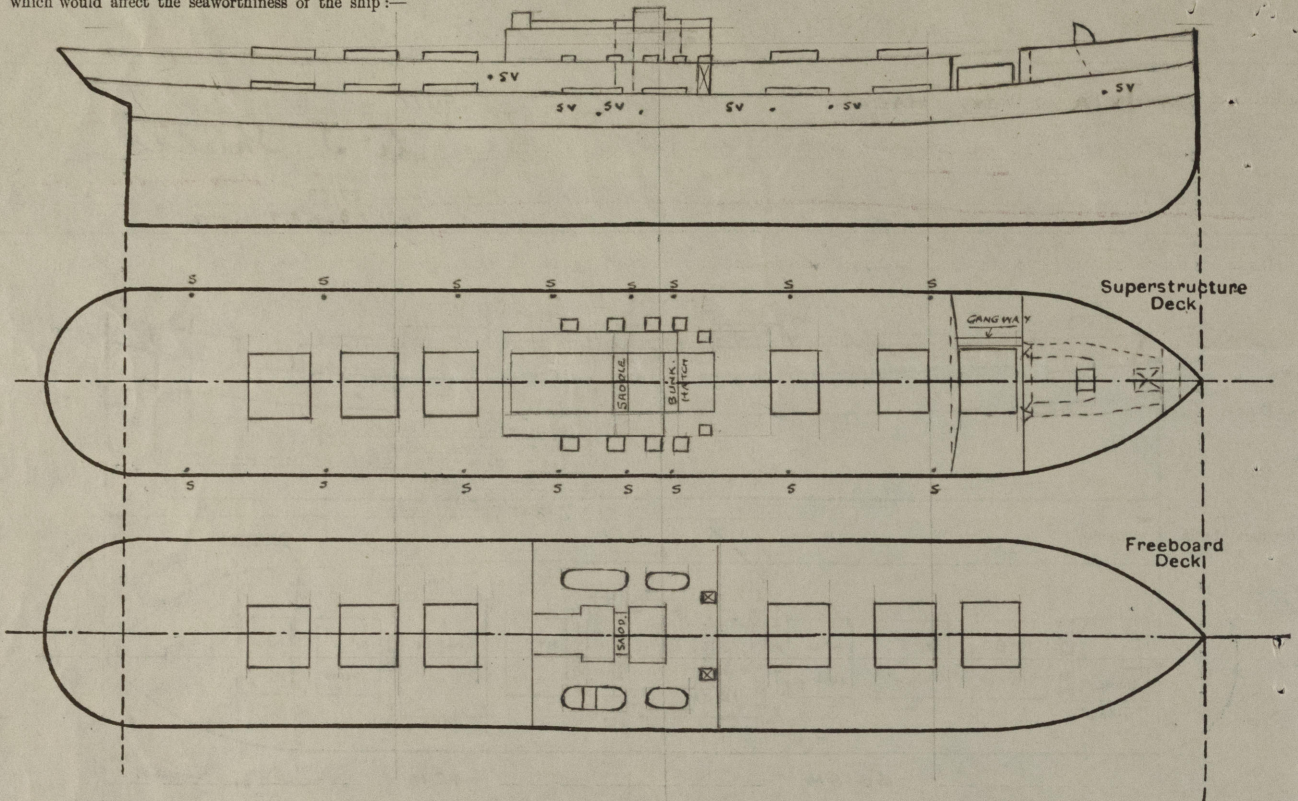 which would affect the seaworthiness of the ship :—
SV
SV SV SV SV SV
S S S S S S S S
Superstructure
Deck
GANGWAY
SADDLE
BUNK.
HATCH
S S S S S S S S
Freeboard
Deck
SADD.